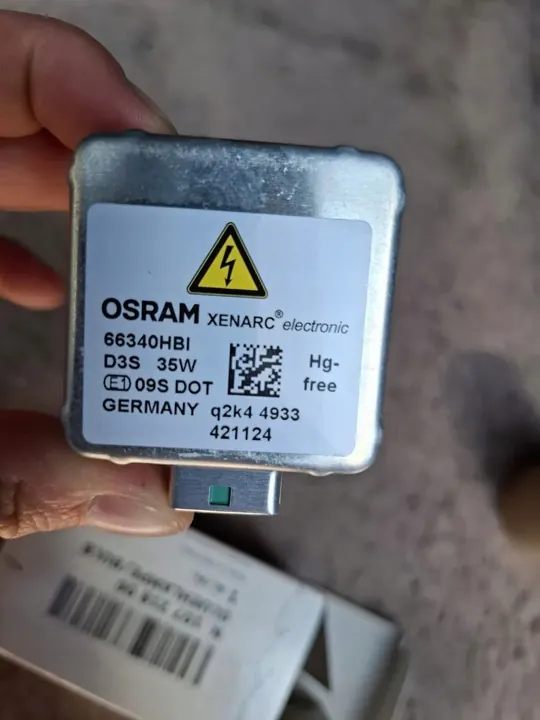 OSRAM XENARC® electronic
66340HBI
D3S 35W
Hg-
free
(E1) 09S DOT
GERMANY q2k4 4933
421124